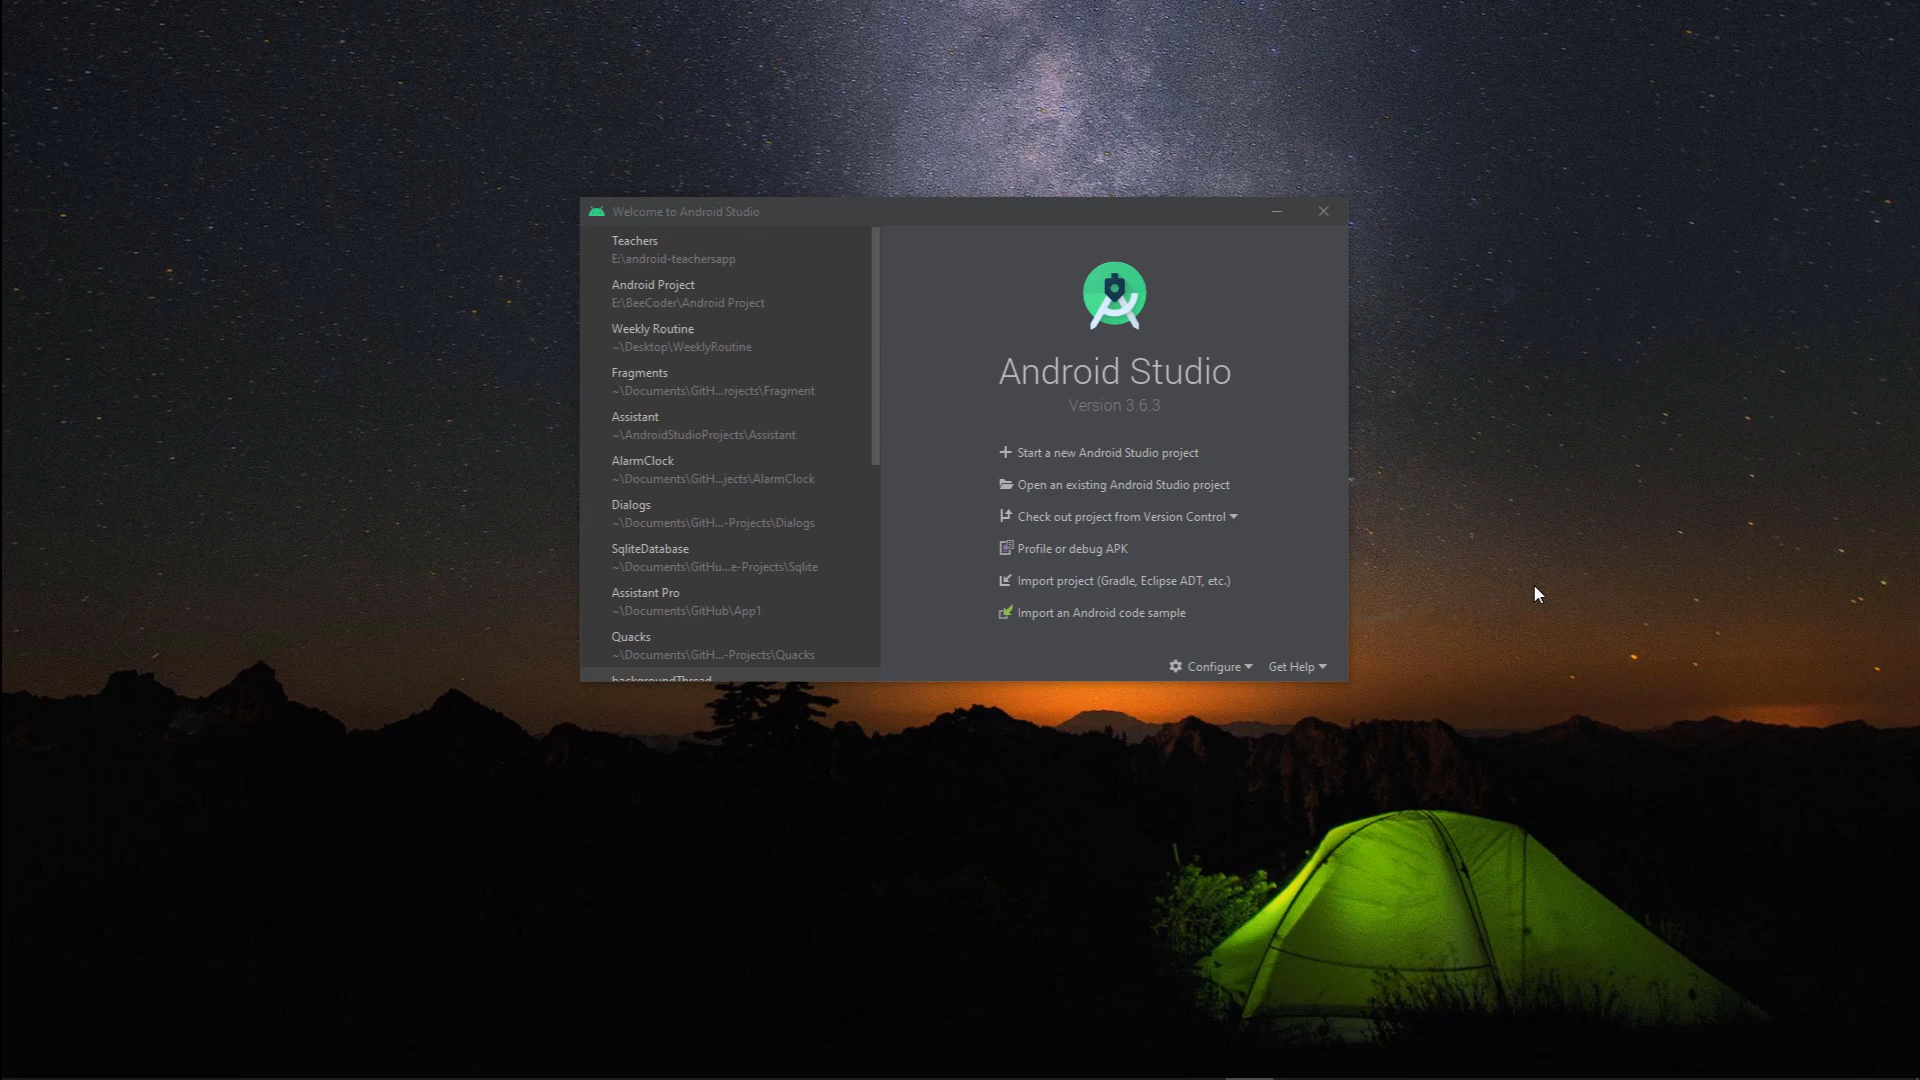 Welcome to Android Studio
Teachers
E:\android-teachersapp
Android Project
E:\BeeCoder\Android Project
Weekly Routine
~\Desktop\WeeklyRoutine
Fragments
~\Documents\GitH...rojects\Fragment
Assistant
~\AndroidStudioProjects\Assistant
AlarmClock
~\Documents\GitH...jects\AlarmClock
Dialogs
~\Documents\GitH...-Projects\Dialogs
SqliteDatabase
~\Documents\GitHu...e-Projects\Sqlite
Assistant Pro
~\Documents\GitHub\App1
Quacks
~\Documents\GitH...-Projects\Quacks
backgroundThread
Android Studio
Version 3.6.3
Start a new Android Studio project
Open an existing Android Studio project
Check out project from Version Control
Profile or debug APK
Import project (Gradle, Eclipse ADT, etc.)
Import an Android code sample
Configure
Get Help